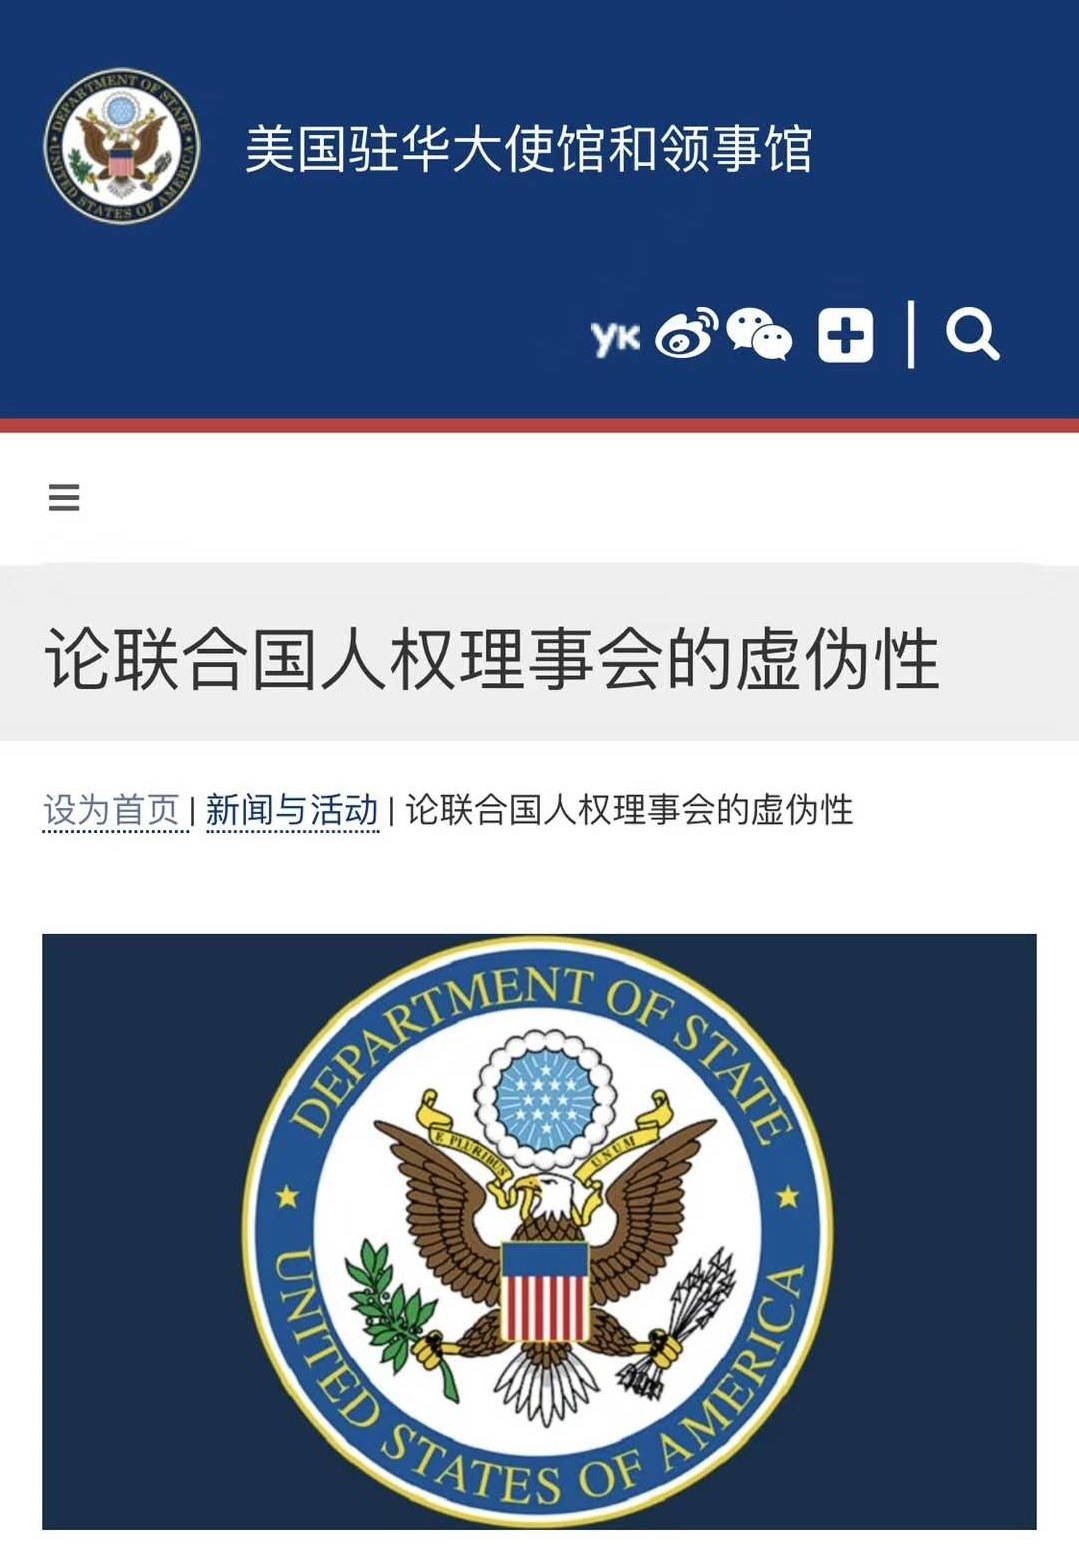 DEPARTMENT OF STATE
UNITED STATES OF AMERICA
美国驻华大使馆和领事馆
УК
论联合国人权理事会的虚伪性
设为首页 | 新闻与活动 | 论联合国人权理事会的虚伪性
DEPARTMENT OF STATE
E PLURIBUS UNUM
UNITED STATES OF AMERICA